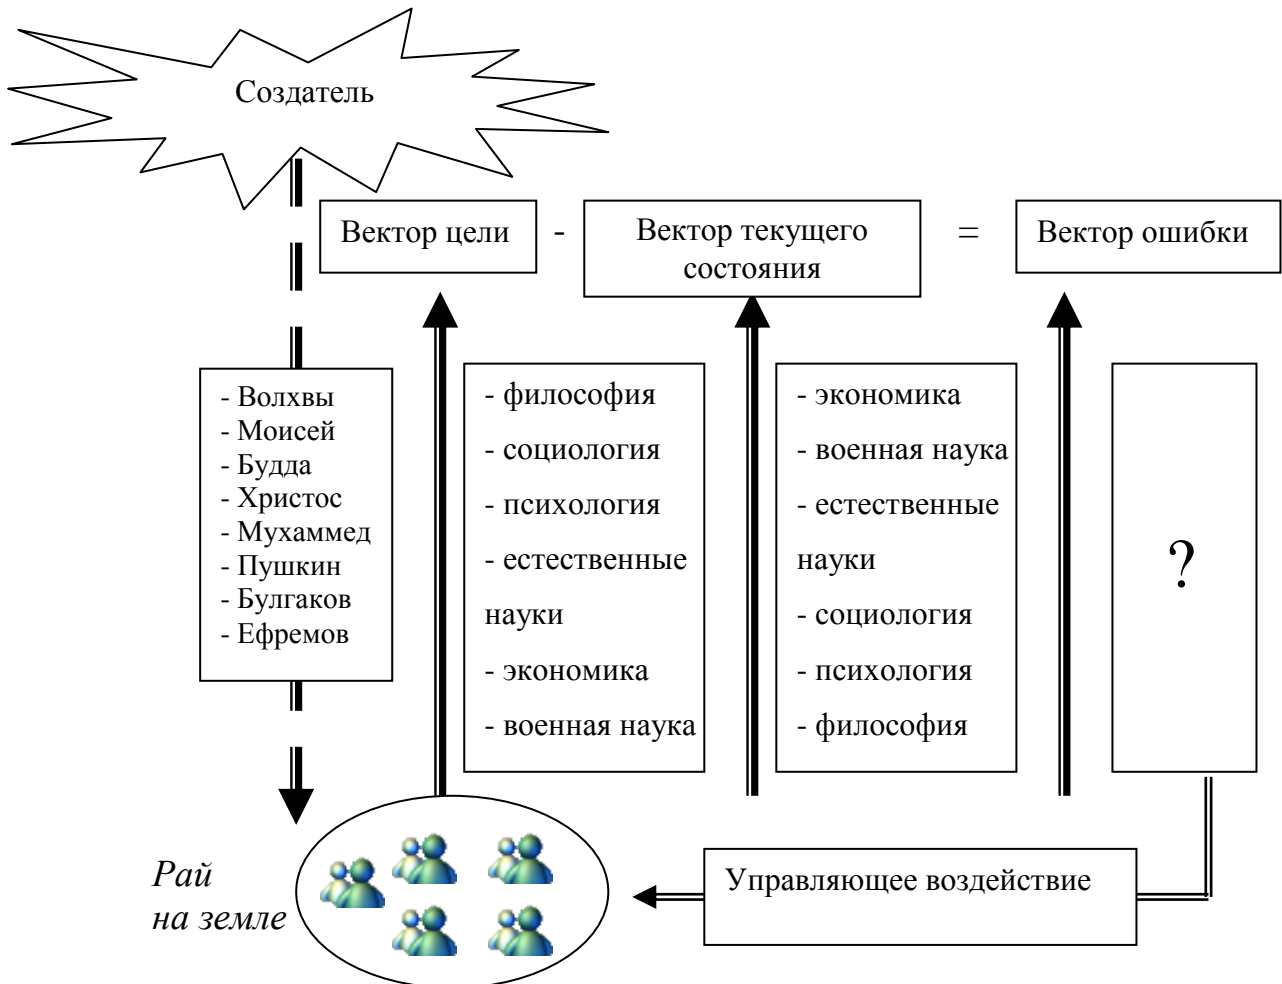 Создатель
Вектор цели
-
Вектор текущего
состояния
=
Вектор ошибки
- Волхвы
- Моисей
- Будда
- Христос
- Мухаммед
- Пушкин
- Булгаков
- Ефремов
- философия
- социология
- психология
- естественные
науки
- экономика
- военная наука
- экономика
- военная наука
- естественные
науки
- социология
- психология
- философия
?
Рай
на земле
Управляющее воздействие